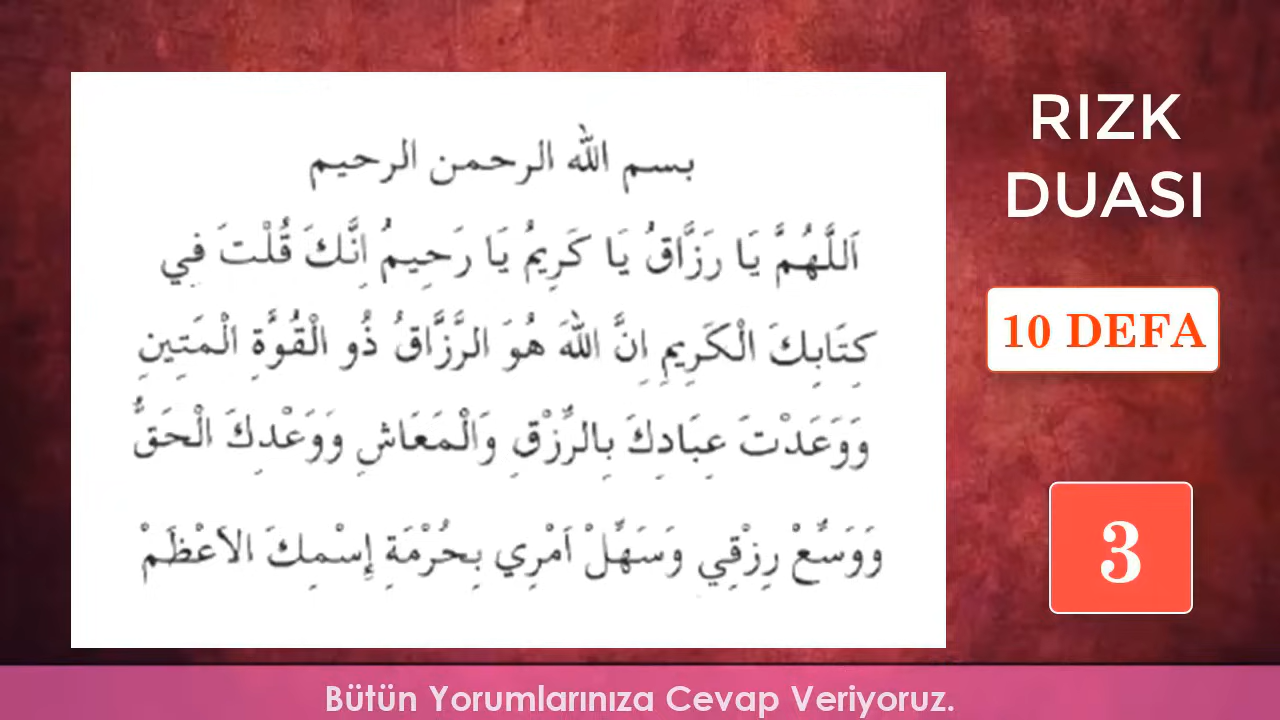 بسم الله الرحمن الرحيم
اَللَّهُمَّ يَا رَزَّاقُ يَا كَرِيمُ يَا رَحِيمُ اِنَّكَ قُلْتَ فِي
كِتَابِكَ الْكَرِيمِ اِنَّ اللهَ هُوَ الرَّزَّاقُ ذُو الْقُوَّةِ الْمَتِينِ
وَوَعَدْتَ عِبَادِكَ بِالرِّزْقِ وَالْمَعَاشِ وَوَعْدِكَ الْحَقُّ
وَوَسِّعْ رِزْقِي وَسَهِّلْ اَمْرِي بِحُرْمَةِ إِسْمِكَ الاَعْظَمْ
RIZK
DUASI
10 DEFA
3
Bütün Yorumlarınıza Cevap Veriyoruz.